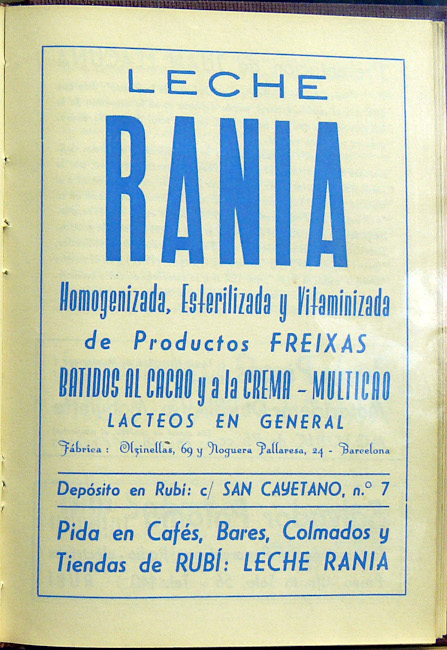 LECHE
RANIA
Homogenizada, Esterilizada y Vitaminizada
de Productos FREIXAS
BATIDOS AL CACAO y a la CREMA - MULTICAO
LACTEOS EN GENERAL
Fábrica : Olzinellas, 69 y Noguera Pallaresa, 24 - Barcelona
Depósito en Rubí: c/ SAN CAYETANO, n.º 7
Pida en Cafés, Bares, Colmados y
Tiendas de RUBÍ: LECHE RANIA